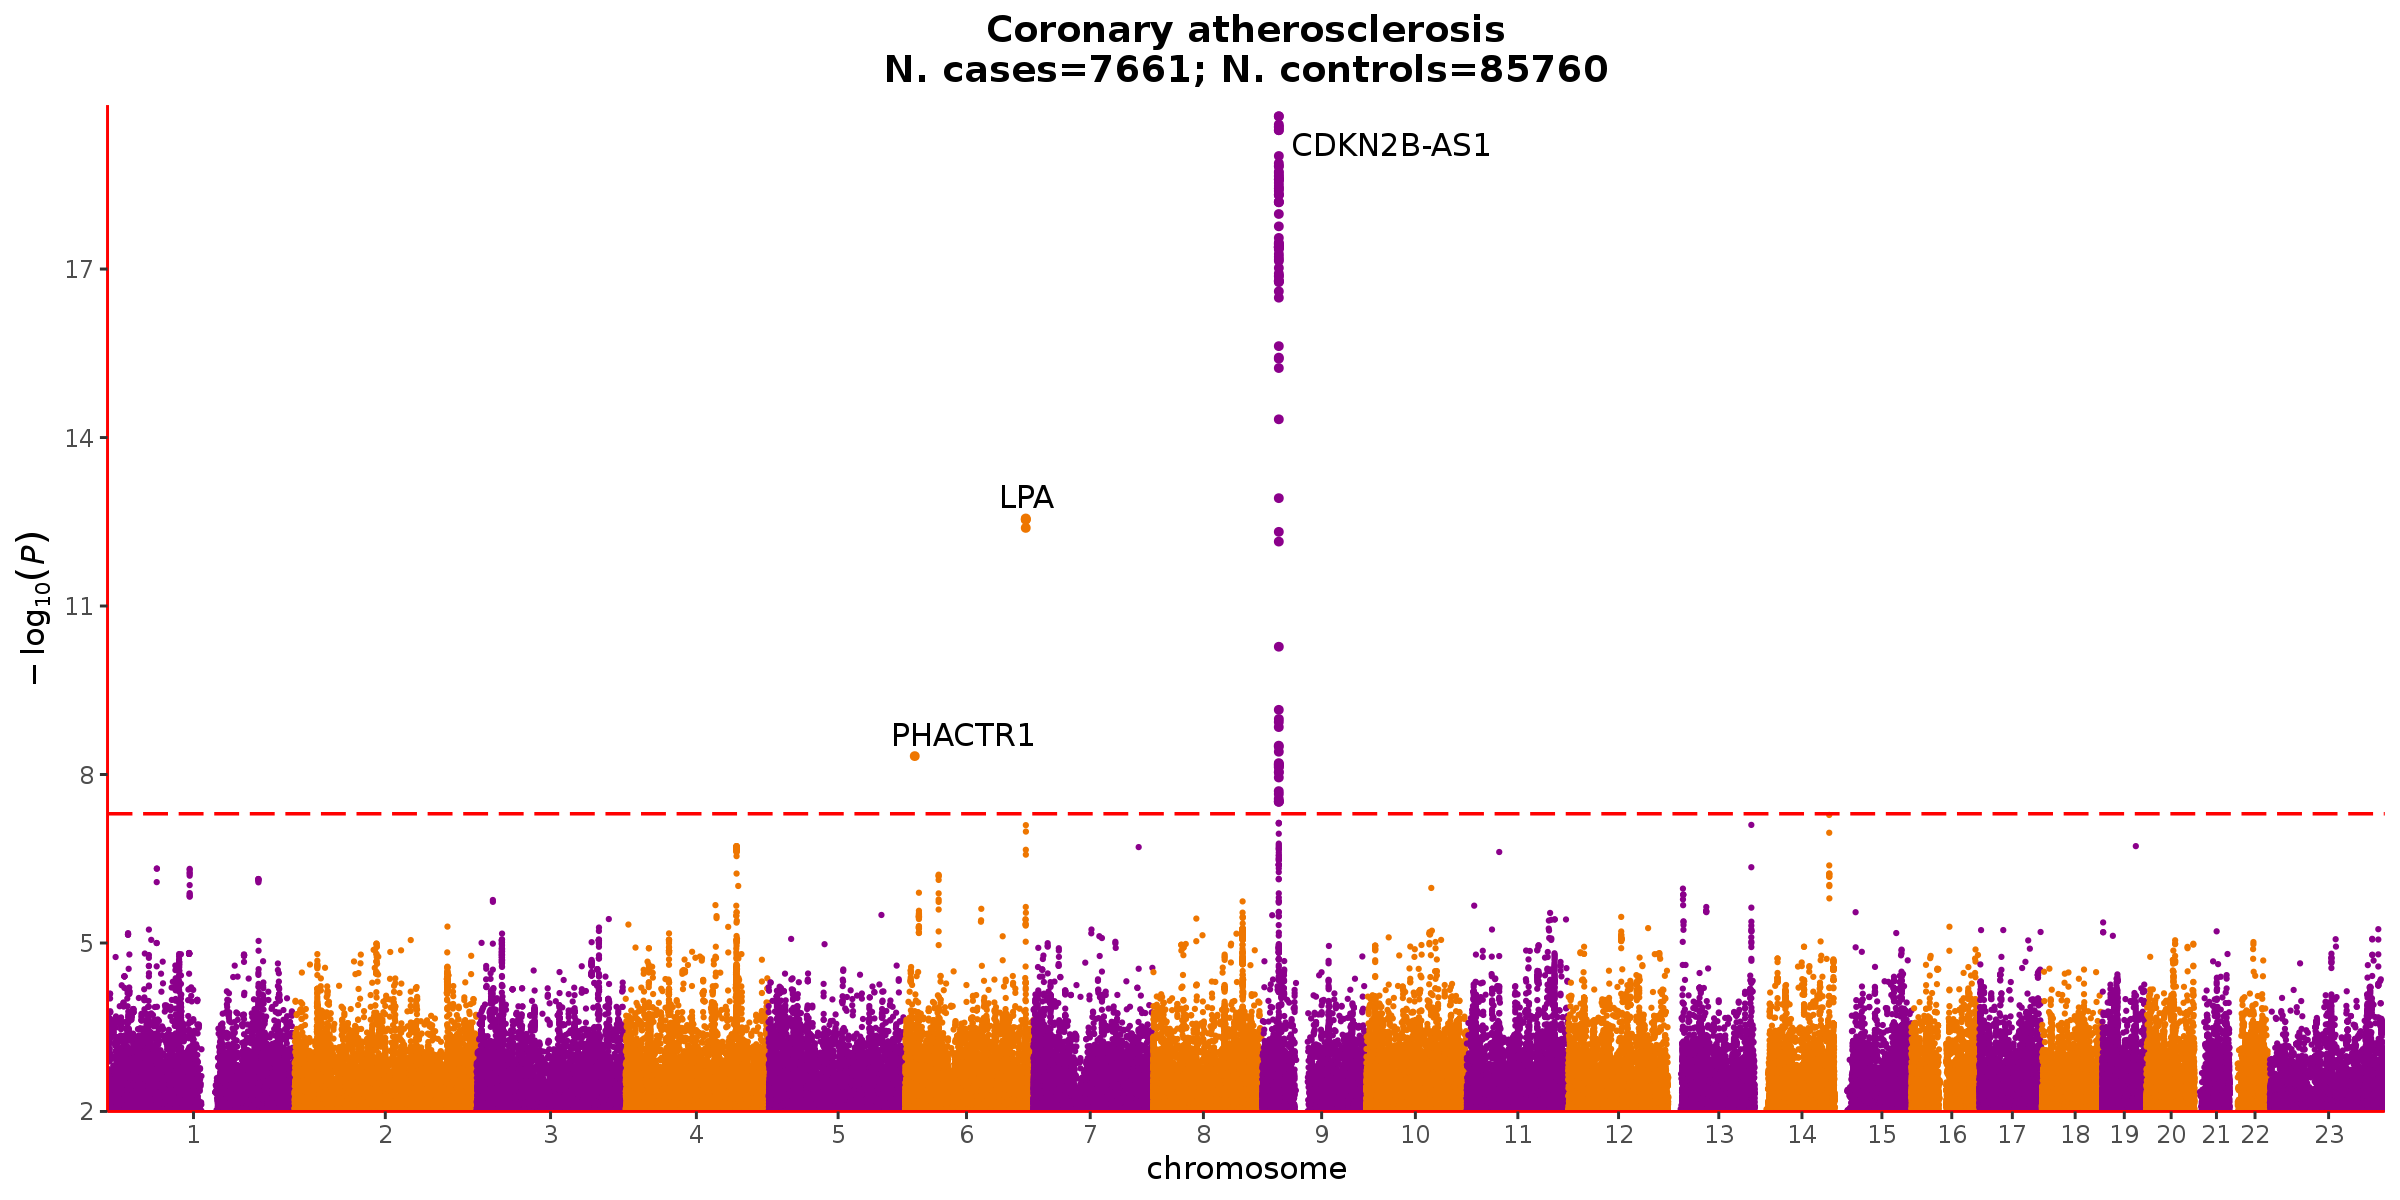 Coronary atherosclerosis
N. cases=7661; N. controls=85760
CDKN2B-AS1
LPA
PHACTR1
17
14
11
8
5
2
−log10(P)
1 2 3 4 5 6 7 8 9 10 11 12 13 14 15 16 17 18 19 20 21 22 23
chromosome